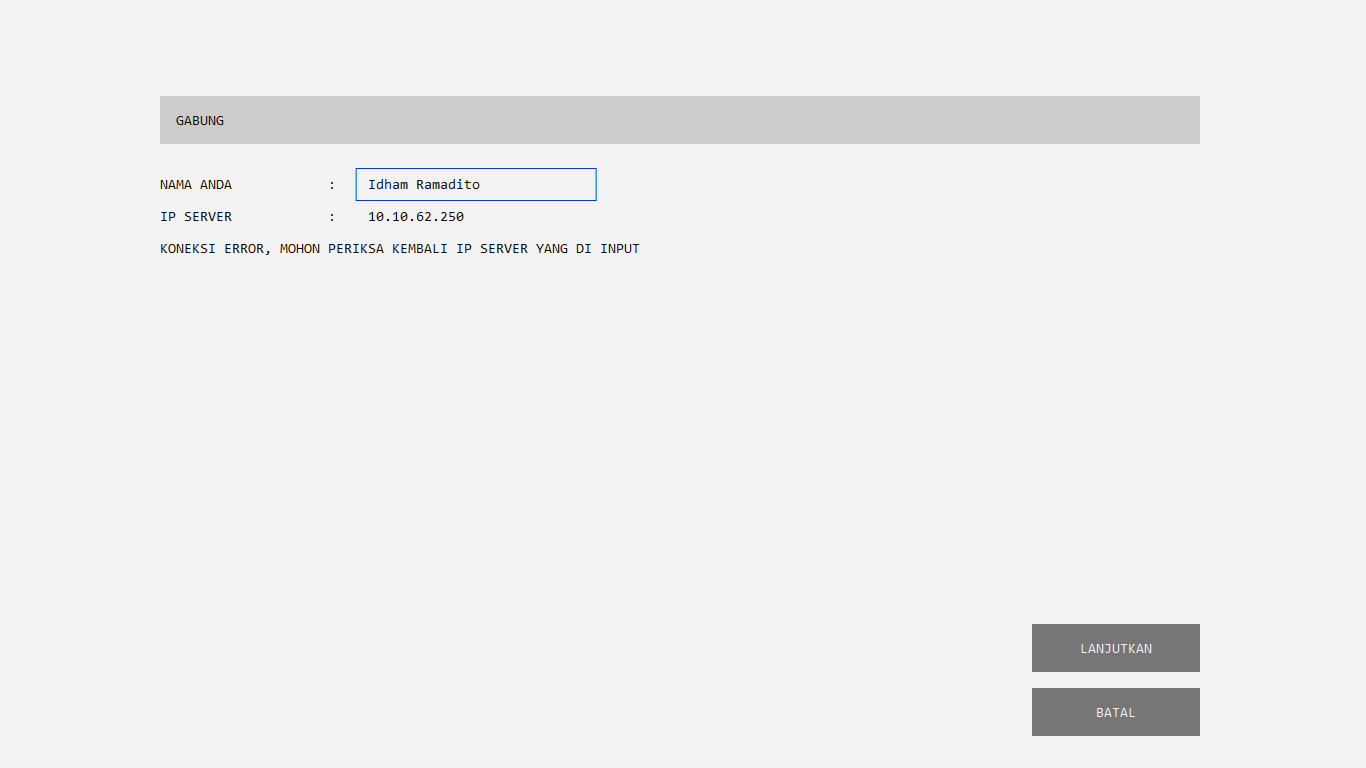 GABUNG
NAMA ANDA : Idham Ramadito
IP SERVER : 10.10.62.250
KONEKSI ERROR, MOHON PERIKSA KEMBALI IP SERVER YANG DI INPUT
LANJUTKAN
BATAL